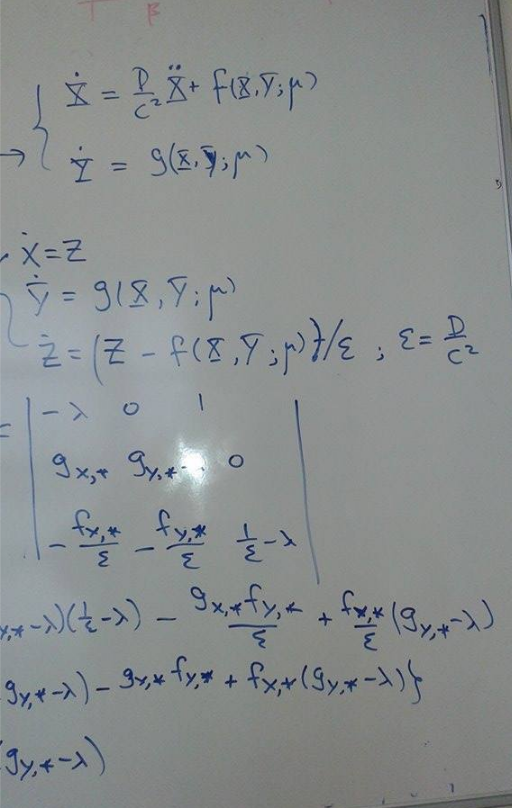 Ẋ = D/c² Ẍ + f(X,Y;μ)
→ Ẏ = g(X,Y;μ)
ẋ = Z
Ẏ = g(X,Y;μ)
Ż = (Z - f(X,Y;μ)}/ε ; ε = D/c²
= | -λ 0 1 |
g_{x,*} g_{y,*} 0
-f_{x,*}/ε -f_{y,*}/ε 1/ε-λ
_{y,*}-λ)(1/ε-λ) - g_{x,*}f_{y,*}/ε + f_{x,*}/ε (g_{y,*}-λ)
g_{y,*}-λ) - g_{x,*}f_{y,*} + f_{x,*}(g_{y,*}-λ)}
(g_{y,*}-λ)